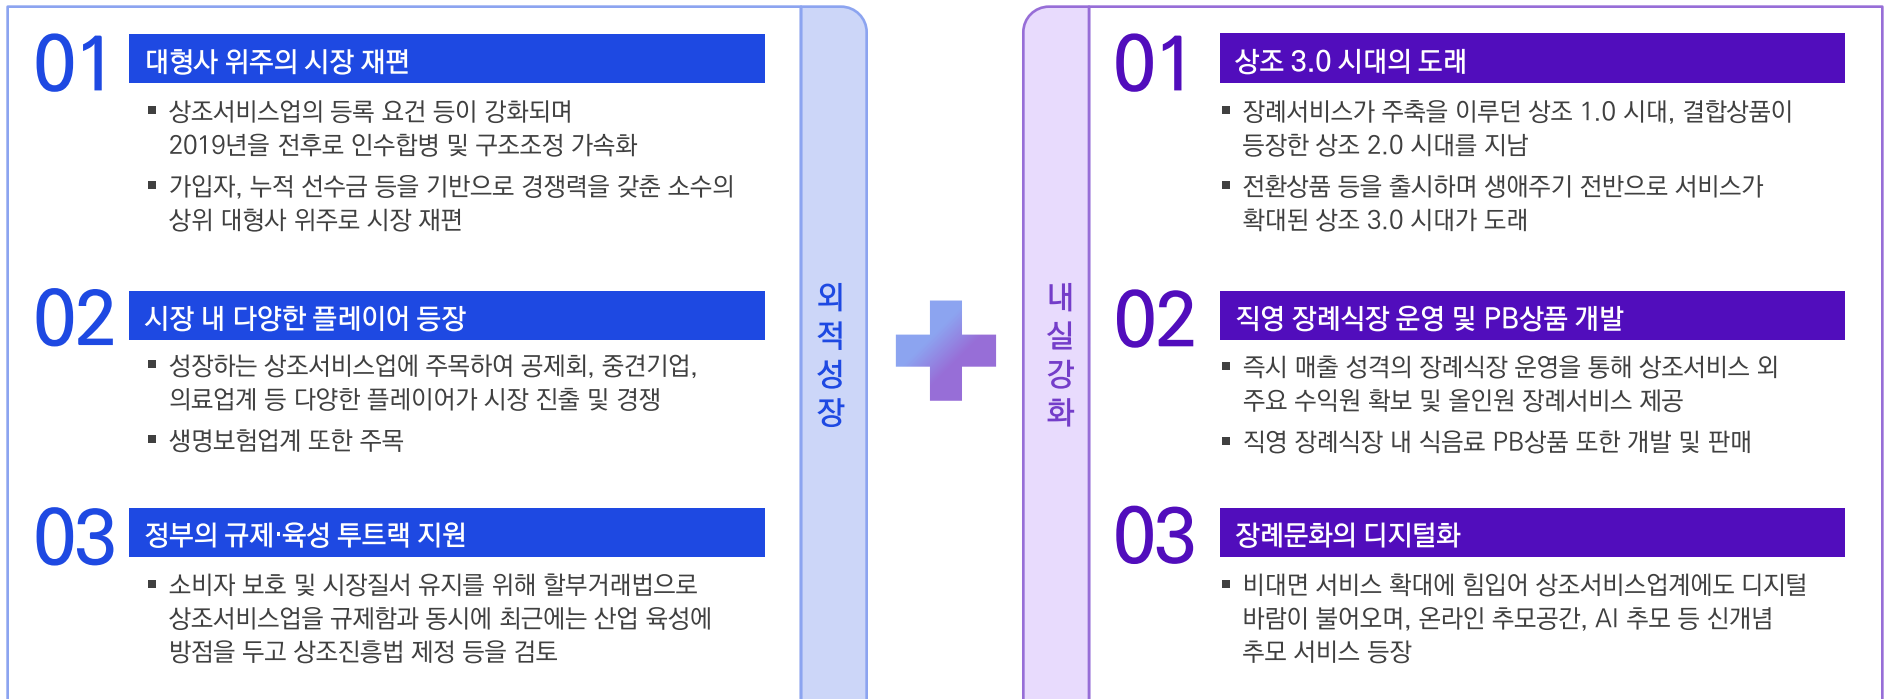 01
대형사 위주의 시장 재편
▪ 상조서비스업의 등록 요건 등이 강화되며
2019년을 전후로 인수합병 및 구조조정 가속화
▪ 가입자, 누적 선수금 등을 기반으로 경쟁력을 갖춘 소수의
상위 대형사 위주로 시장 재편
02
시장 내 다양한 플레이어 등장
▪ 성장하는 상조서비스업에 주목하여 공제회, 중견기업,
의료업계 등 다양한 플레이어가 시장 진출 및 경쟁
▪ 생명보험업계 또한 주목
03
정부의 규제·육성 투트랙 지원
▪ 소비자 보호 및 시장질서 유지를 위해 할부거래법으로
상조서비스업을 규제함과 동시에 최근에는 산업 육성에
방점을 두고 상조진흥법 제정 등을 검토
외적성장
내실강화
01
상조 3.0 시대의 도래
▪ 장례서비스가 주축을 이루던 상조 1.0 시대, 결합상품이
등장한 상조 2.0 시대를 지남
▪ 전환상품 등을 출시하며 생애주기 전반으로 서비스가
확대된 상조 3.0 시대가 도래
02
직영 장례식장 운영 및 PB상품 개발
▪ 즉시 매출 성격의 장례식장 운영을 통해 상조서비스 외
주요 수익원 확보 및 올인원 장례서비스 제공
▪ 직영 장례식장 내 식음료 PB상품 또한 개발 및 판매
03
장례문화의 디지털화
▪ 비대면 서비스 확대에 힘입어 상조서비스업계에도 디지털
바람이 불어오며, 온라인 추모공간, AI 추모 등 신개념
추모 서비스 등장